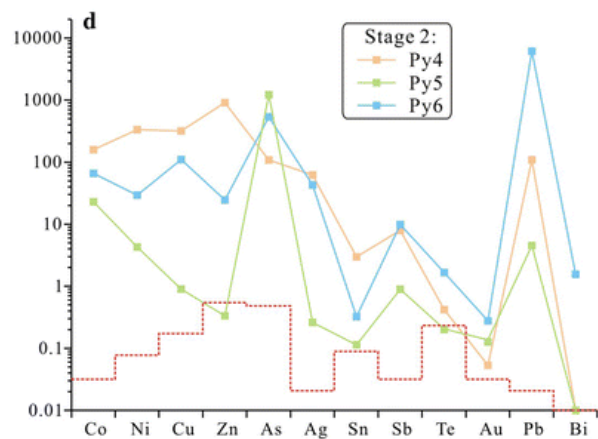 d
Stage 2:
Py4
Py5
Py6
10000
1000
100
10
1
0.1
0.01
Co Ni Cu Zn As Ag Sn Sb Te Au Pb Bi